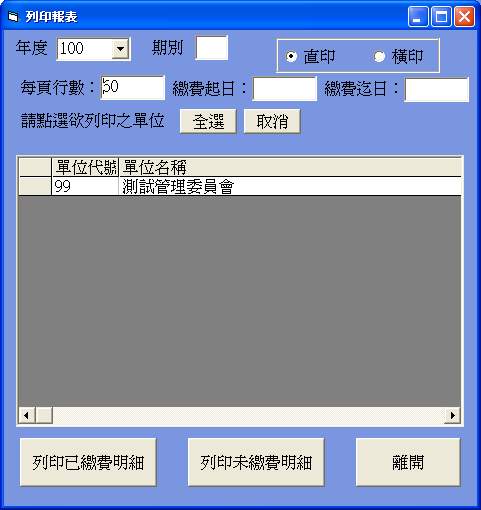 列印報表
年度 100 期別 直印 橫印
每頁行數：50 繳費起日： 繳費迄日：
請點選欲列印之單位 全選 取消
單位代號 單位名稱
99 測試管理委員會
列印已繳費明細 列印未繳費明細 離開